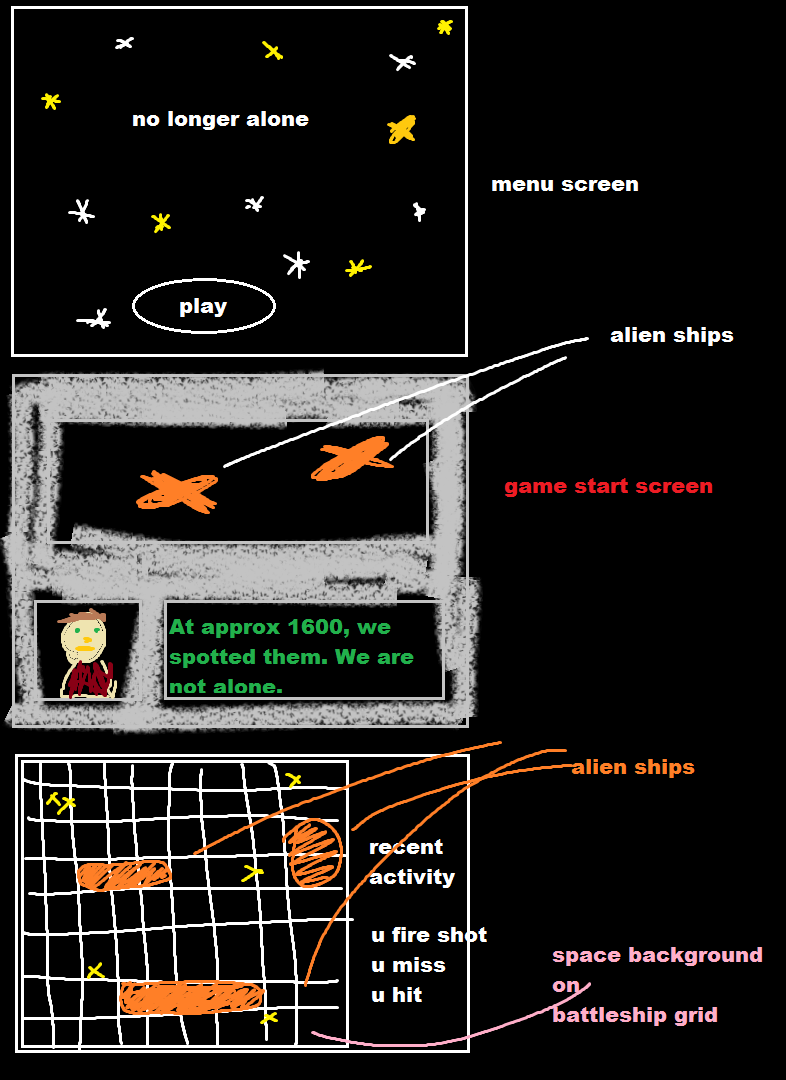 no longer alone
menu screen
play
alien ships
game start screen
At approx 1600, we
spotted them. We are
not alone.
alien ships
recent
activity
u fire shot
u miss
u hit
space background
on
battleship grid